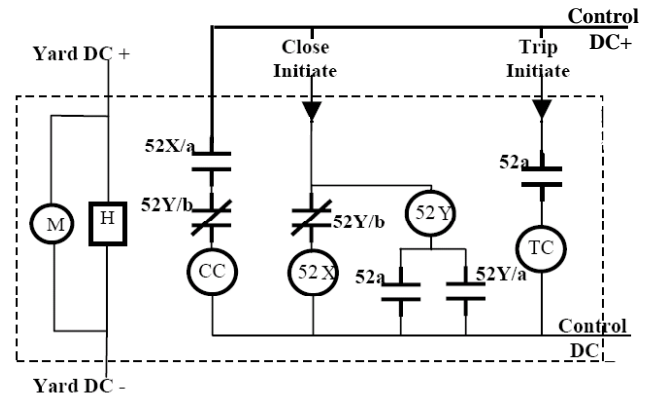 Control
DC+
Yard DC +
Close
Initiate
Trip
Initiate
52X/a
52a
52Y/b
M
H
52Y/b
52Y
TC
CC
52X
52a
52Y/a
Control
DC _
Yard DC -